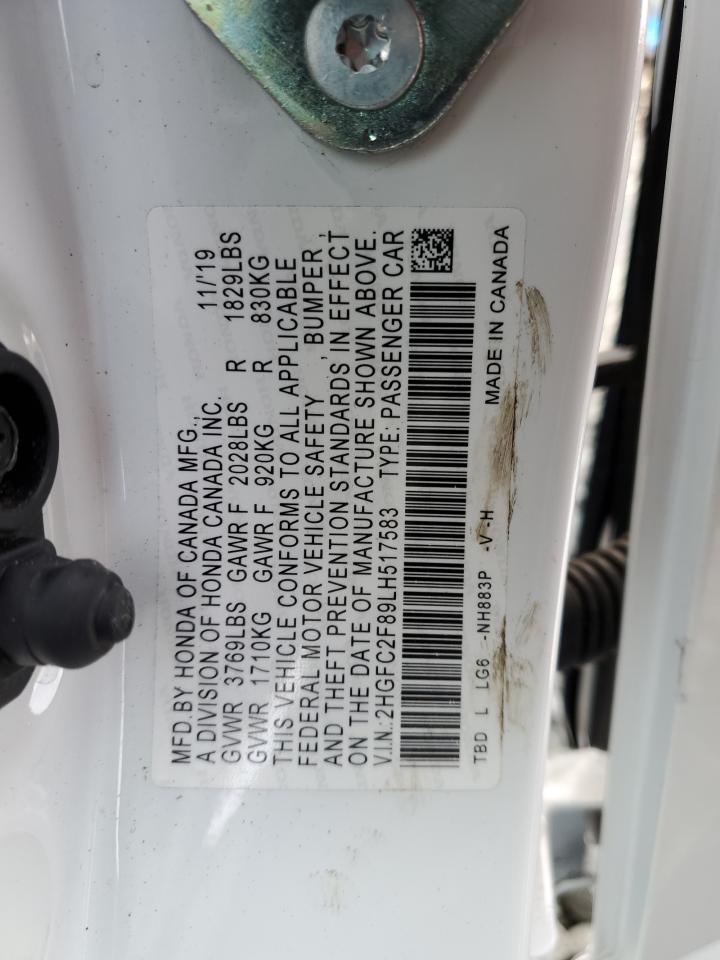 MFD.BY HONDA OF CANADA MFG., 11/'19
A DIVISION OF HONDA CANADA INC.
GVWR 3769LBS GAWR F 2028LBS R 1829LBS
GVWR 1710KG GAWR F 920KG R 830KG
THIS VEHICLE CONFORMS TO ALL APPLICABLE
FEDERAL MOTOR VEHICLE SAFETY , BUMPER ,
AND THEFT PREVENTION STANDARDS, IN EFFECT
ON THE DATE OF MANUFACTURE SHOWN ABOVE.
V.I.N.:2HGFC2F89LH517583 TYPE: PASSENGER CAR
TBD L LG6 -NH883P -V -H MADE IN CANADA